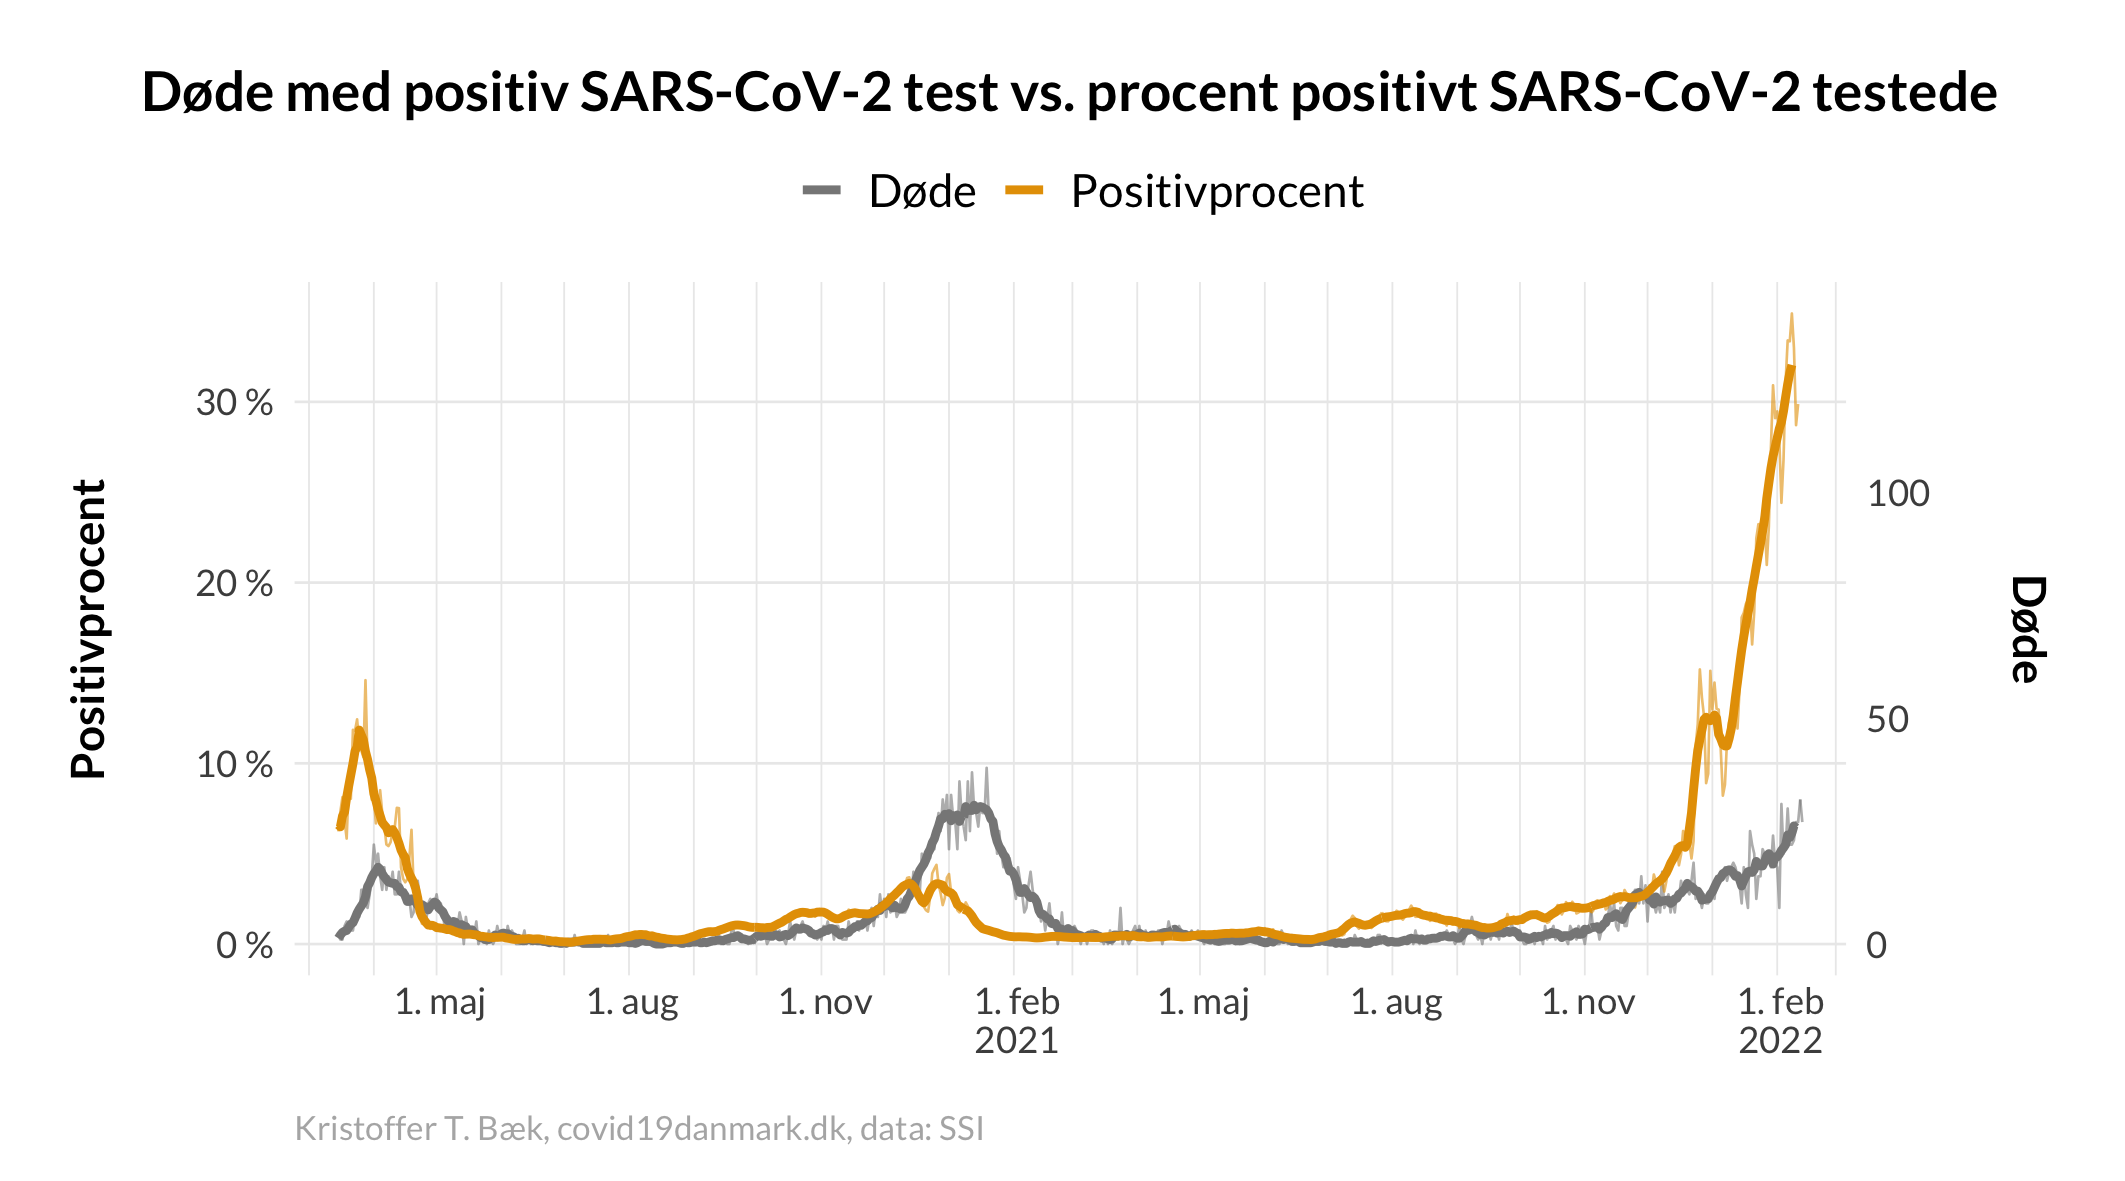 Døde med positiv SARS-CoV-2 test vs. procent positivt SARS-CoV-2 testede
Døde Positivprocent
Positivprocent
30 %
20 %
10 %
0 %
100
50
0
Døde
1. maj 1. aug 1. nov 1. feb 1. maj 1. aug 1. nov 1. feb
2021 2022
Kristoffer T. Bæk, covid19danmark.dk, data: SSI